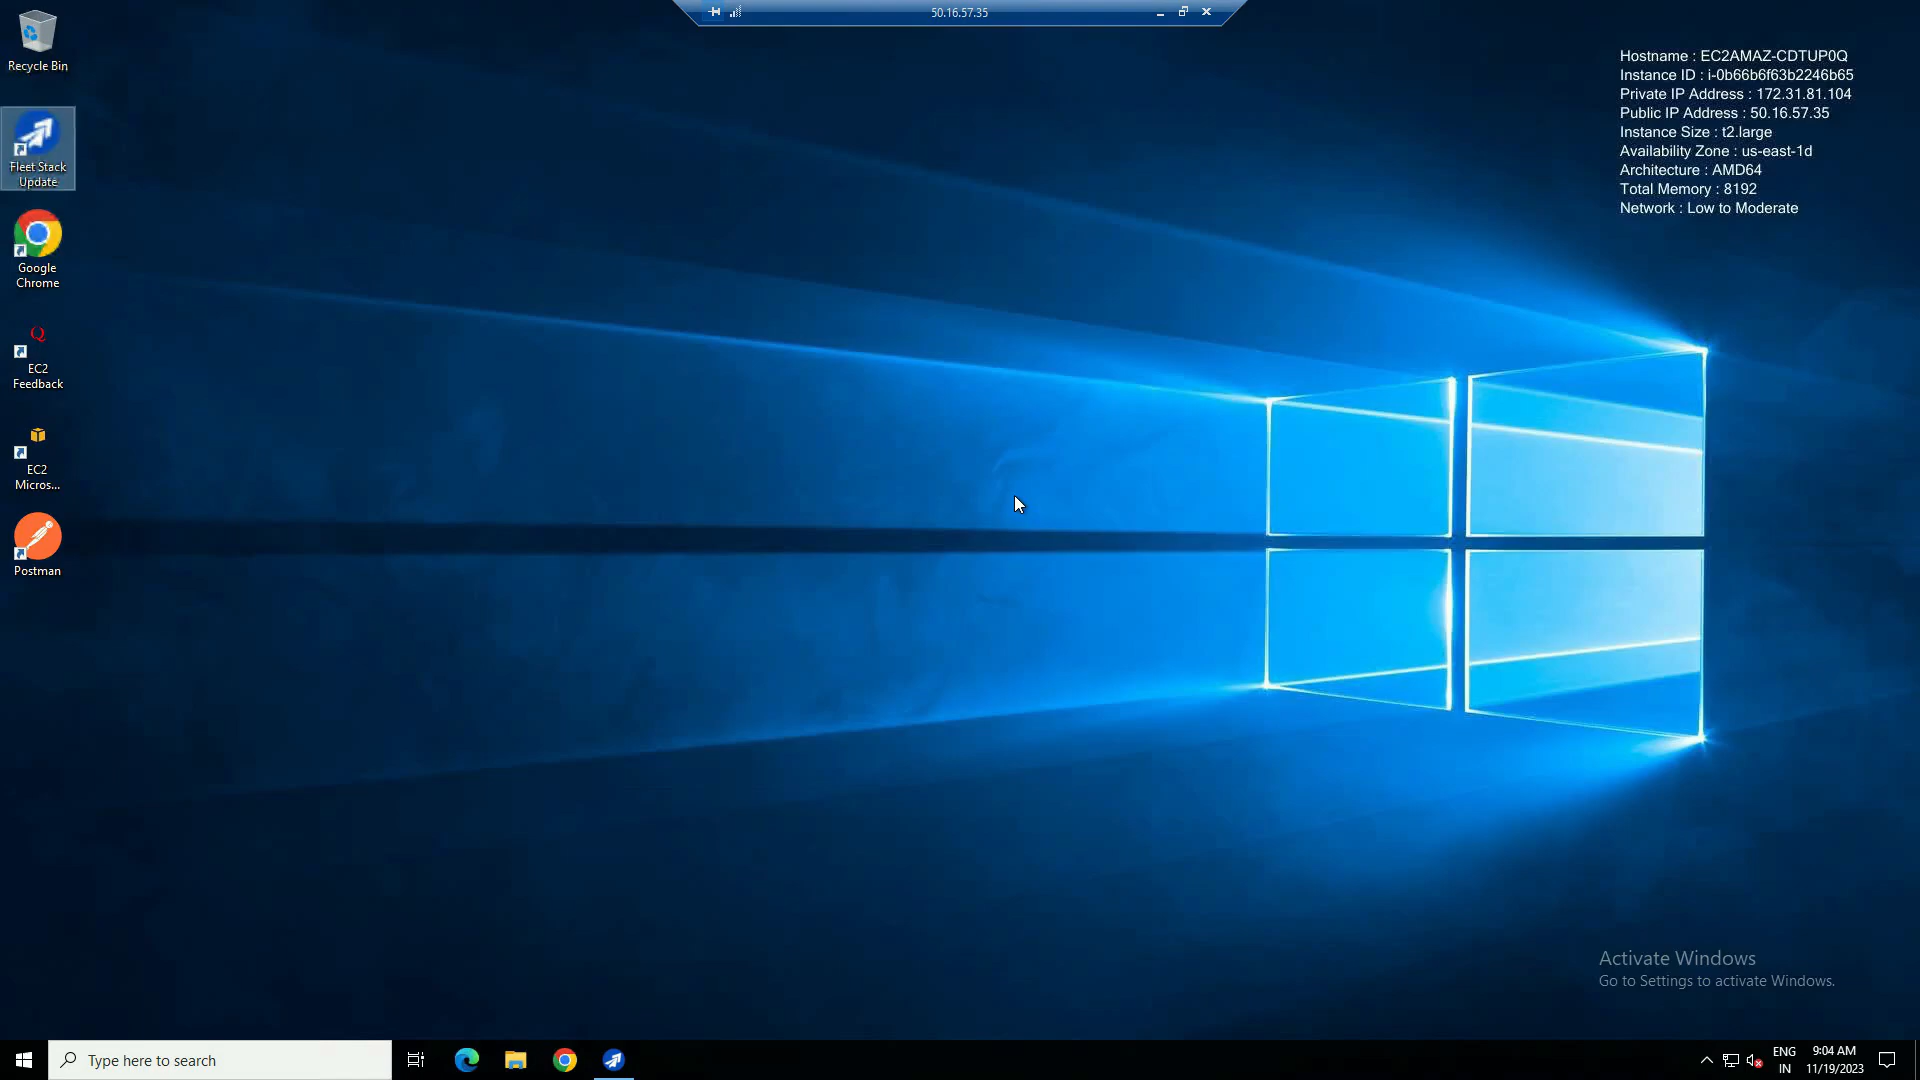 50.16.57.35
Recycle Bin
Fleet Stack
Update
Google
Chrome
EC2
Feedback
EC2
Micros...
Postman
Hostname : EC2AMAZ-CDTUP0Q
Instance ID : i-0b66b6f63b2246b65
Private IP Address : 172.31.81.104
Public IP Address : 50.16.57.35
Instance Size : t2.large
Availability Zone : us-east-1d
Architecture : AMD64
Total Memory : 8192
Network : Low to Moderate
Activate Windows
Go to Settings to activate Windows.
Type here to search
ENG
IN
9:04 AM
11/19/2023